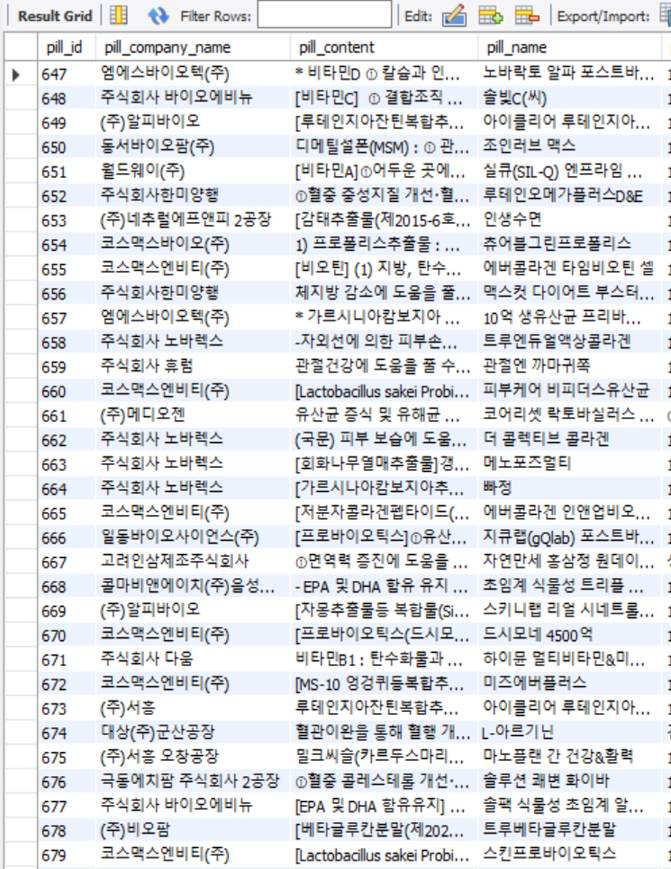 Result Grid Filter Rows: Edit: Export/Import:
pill_id pill_company_name pill_content pill_name
647 엠에스바이오텍(주) * 비타민D ① 칼슘과 인... 노바락토 알파 포스트바...
648 주식회사 바이오에비뉴 [비타민C] ① 결합조직 ... 솔빛C(씨)
649 (주)알피바이오 [루테인지아잔틴복합추... 아이클리어 루테인지아...
650 동서바이오팜(주) 디메틸설폰(MSM) : ① 관... 조인러브 맥스
651 월드웨이(주) [비타민A]①어두운 곳에... 실큐(SIL-Q) 엔프라임 ...
652 주식회사한미양행 ①혈중 중성지질 개선·혈... 루테인오메가플러스D&E
653 (주)네추럴에프앤피 2공장 [감태추출물(제2015-6호... 인생수면
654 코스맥스바이오(주) 1) 프로폴리스추출물 : ... 츄어블그린프로폴리스
655 코스맥스엔비티(주) [비오틴] (1) 지방, 탄수... 에버콜라겐 타임비오틴 셀
656 주식회사한미양행 체지방 감소에 도움을 줄... 맥스컷 다이어트 부스터...
657 엠에스바이오텍(주) * 가르시니아캄보지아 ... 10억 생유산균 프리바...
658 주식회사 노바렉스 -자외선에 의한 피부손... 트루엔듀얼액상콜라겐
659 주식회사 휴럼 관절건강에 도움을 줄 수... 관절엔 까마귀쪽
660 코스맥스엔비티(주) [Lactobacillus sakei Probi... 피부케어 비피더스유산균
661 (주)메디오젠 유산균 증식 및 유해균 ... 코어리셋 락토바실러스 ...
662 주식회사 노바렉스 (국문) 피부 보습에 도움... 더 콜렉티브 콜라겐
663 주식회사 노바렉스 [회화나무열매추출물]갱... 메노포즈멀티
664 주식회사 노바렉스 [가르시니아캄보지아추... 빠정
665 코스맥스엔비티(주) [저분자콜라겐펩타이드(... 에버콜라겐 인앤업비오...
666 일동바이오사이언스(주) [프로바이오틱스]①유산... 지큐랩(gQlab) 포스트바...
667 고려인삼제조주식회사 ①면역력 증진에 도움을 ... 자연만세 홍삼정 원데이...
668 콜마비앤에이치(주)음성... - EPA 및 DHA 함유 유지 ... 초임계 식물성 트리플 ...
669 (주)알피바이오 [자몽추출물등 복합물(Si... 스키니랩 리얼 시네트롤...
670 코스맥스엔비티(주) [프로바이오틱스(드시모... 드시모네 4500억
671 주식회사 다움 비타민B1 : 탄수화물과 ... 하이문 멀티비타민&미...
672 코스맥스엔비티(주) [MS-10 엉겅퀴등복합추... 미즈에버플러스
673 (주)서흥 루테인지아잔틴복합추... 아이클리어 루테인지아...
674 대상(주)군산공장 혈관이완을 통해 혈행 개... L-아르기닌
675 (주)서흥 오창공장 밀크씨슬(카르두스마리... 마노플랜 간 건강&활력
676 극동에치팜 주식회사 2공장 ①혈중 콜레스테롤 개선·... 솔루션 쾌변 화이바
677 주식회사 바이오에비뉴 [EPA 및 DHA 함유유지] ... 솔팩 식물성 초임계 알...
678 (주)비오팜 [베타글루칸분말(제202... 트루베타글루칸분말
679 코스맥스엔비티(주) [Lactobacillus sakei Probi... 스킨프로바이오틱스